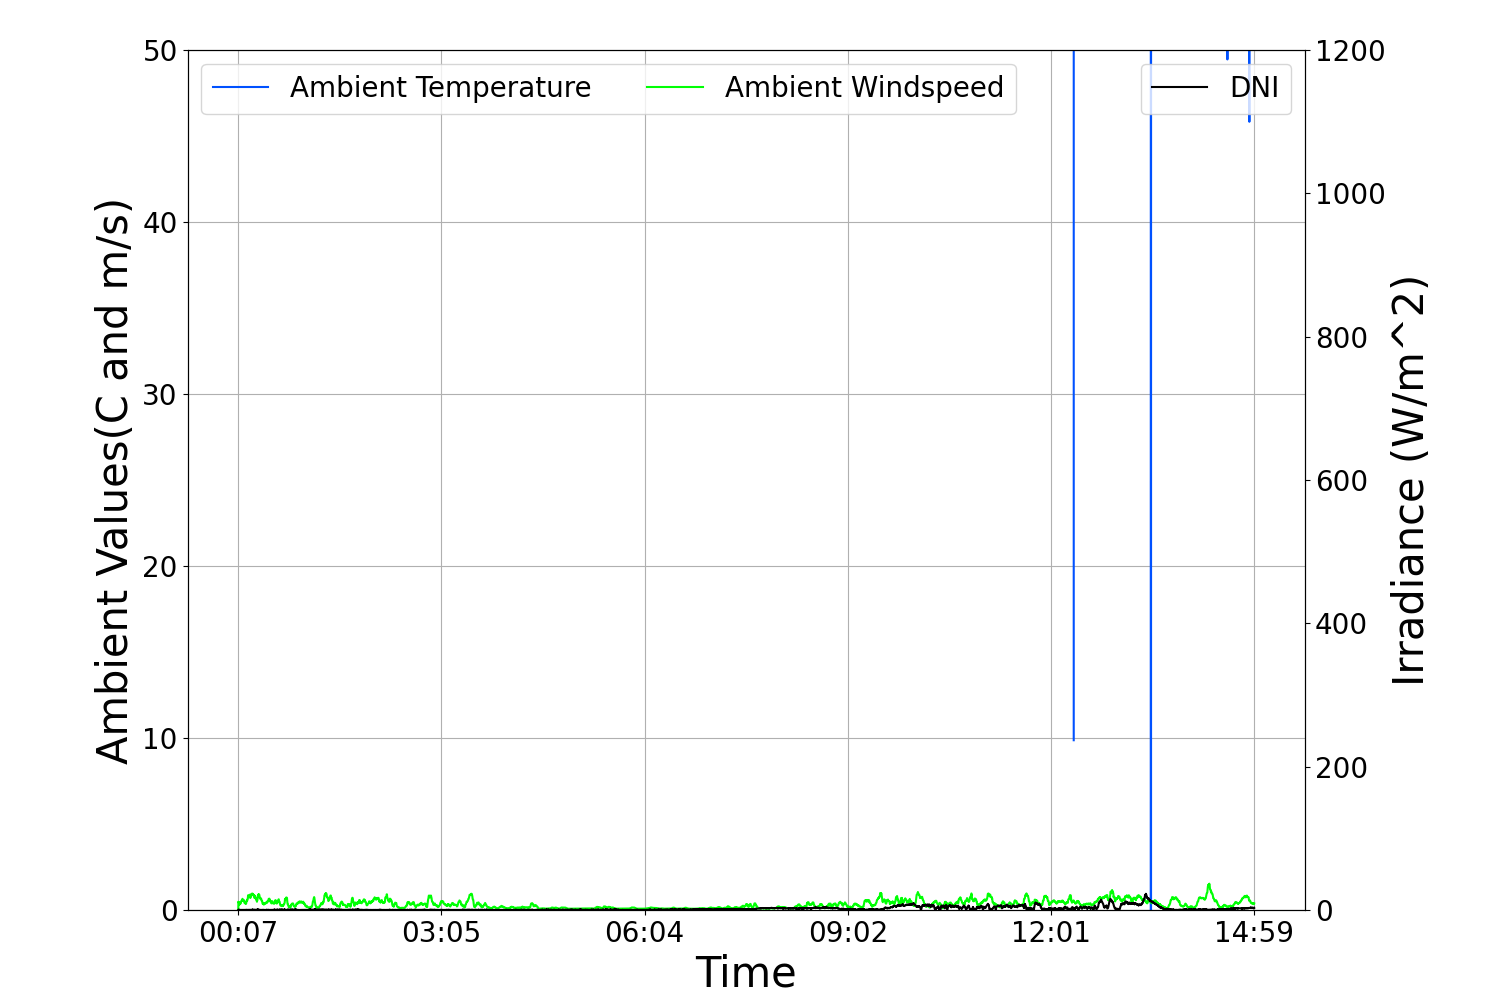 Ambient Temperature
Ambient Windspeed
DNI
Ambient Values(C and m/s)
50
40
30
20
10
0
1200
1000
800
600
400
200
0
Irradiance (W/m^2)
00:07 03:05 06:04 09:02 12:01 14:59
Time